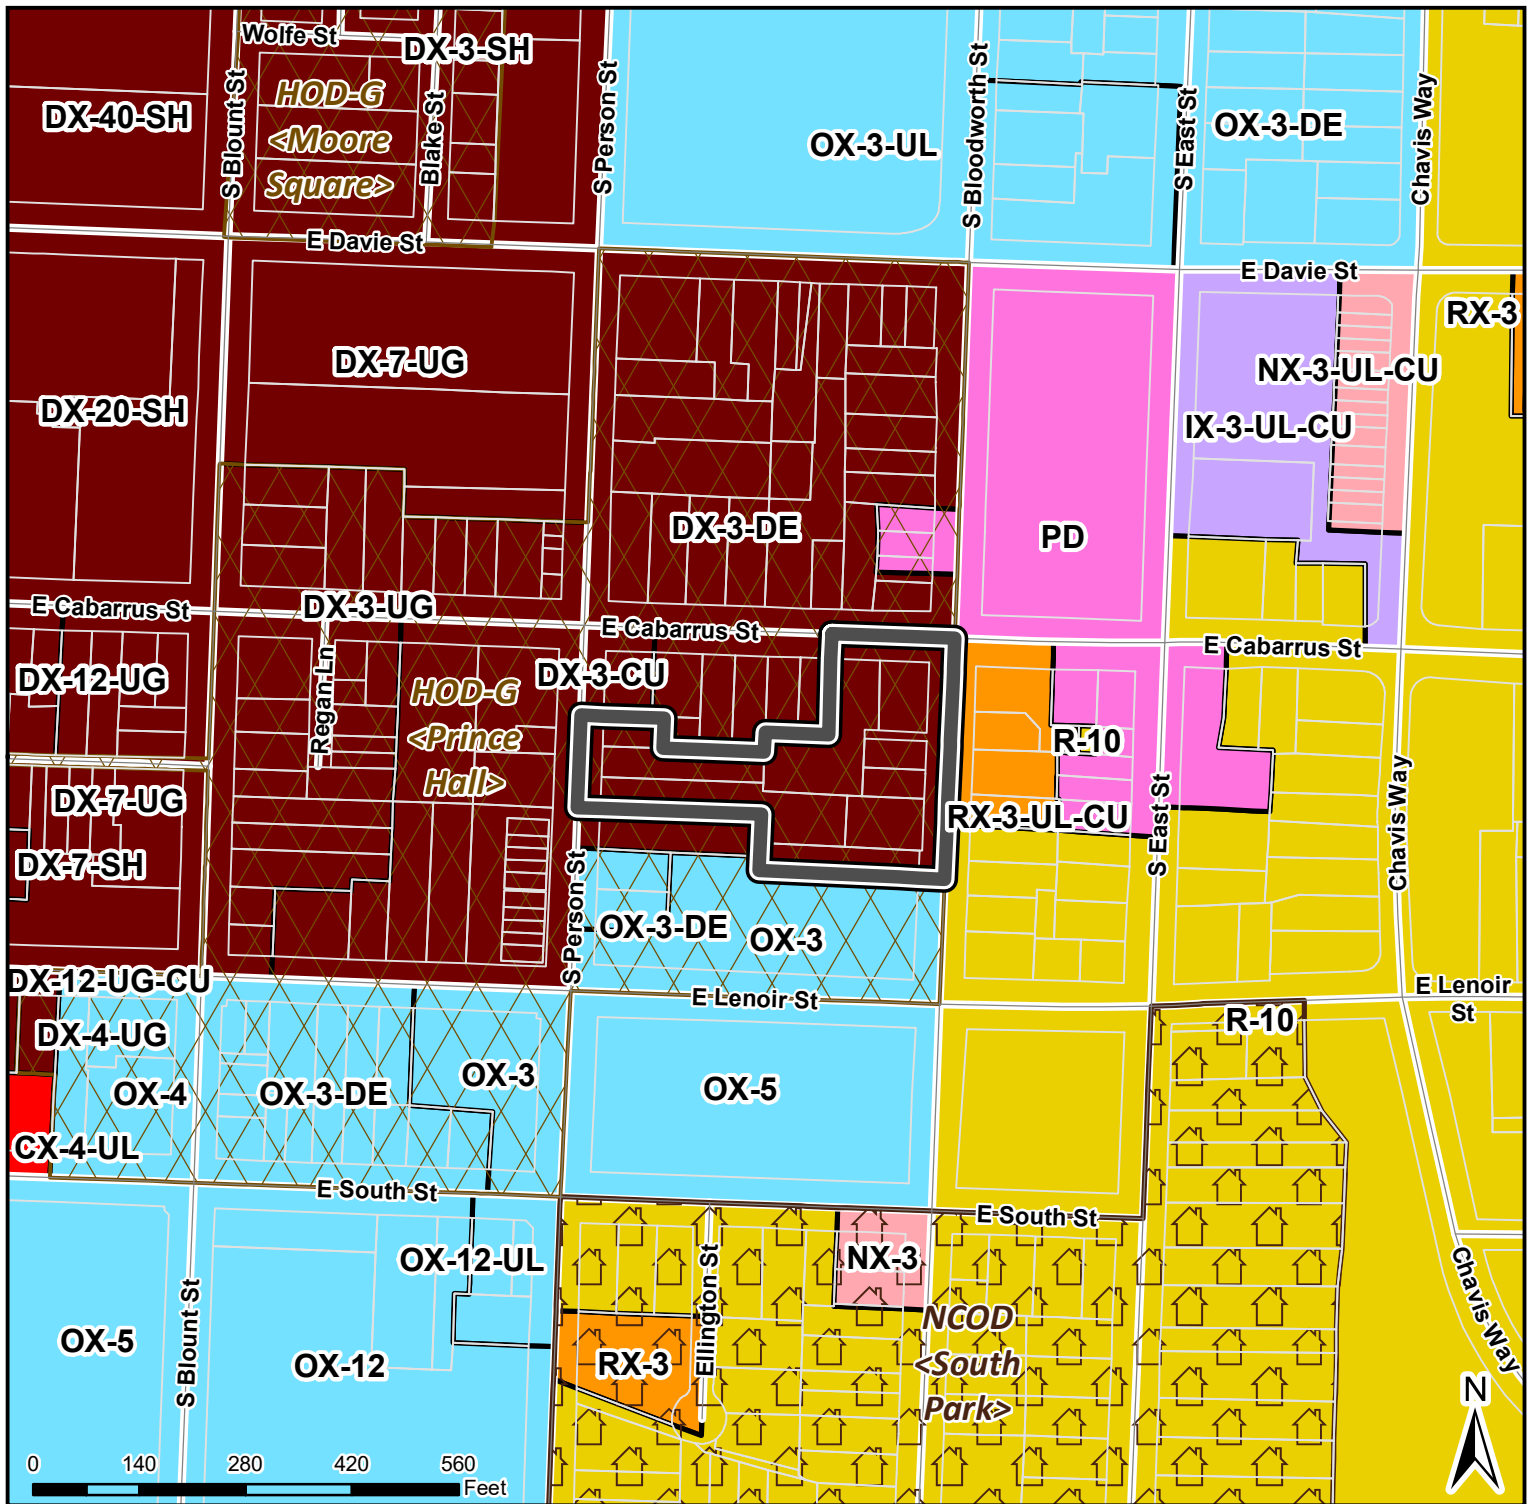 Wolfe St
DX-3-SH
S Blount St
HOD-G
<Moore
Square>
Blake St
S Person St
DX-40-SH
OX-3-UL
S Bloodworth St
S East St
OX-3-DE
Chavis Way
E Davie St
E Davie St
RX-3
DX-7-UG
NX-3-UL-CU
DX-20-SH
IX-3-UL-CU
DX-3-DE
PD
E Cabarrus St
DX-3-UG
E Cabarrus St
E Cabarrus St
DX-12-UG
Regan Ln
HOD-G
<Prince
Hall>
DX-3-CU
R-10
DX-7-UG
RX-3-UL-CU
S East St
Chavis Way
DX-7-SH
S Person St
OX-3-DE
OX-3
DX-12-UG-CU
E Lenoir St
E Lenoir
St
DX-4-UG
R-10
OX-4
OX-3-DE
OX-3
OX-5
CX-4-UL
E South St
E South St
OX-12-UL
NX-3
S Blount St
Ellington St
Chavis Way
OX-5
OX-12
RX-3
NCOD
<South
Park>
N
0 140 280 420 560
Feet